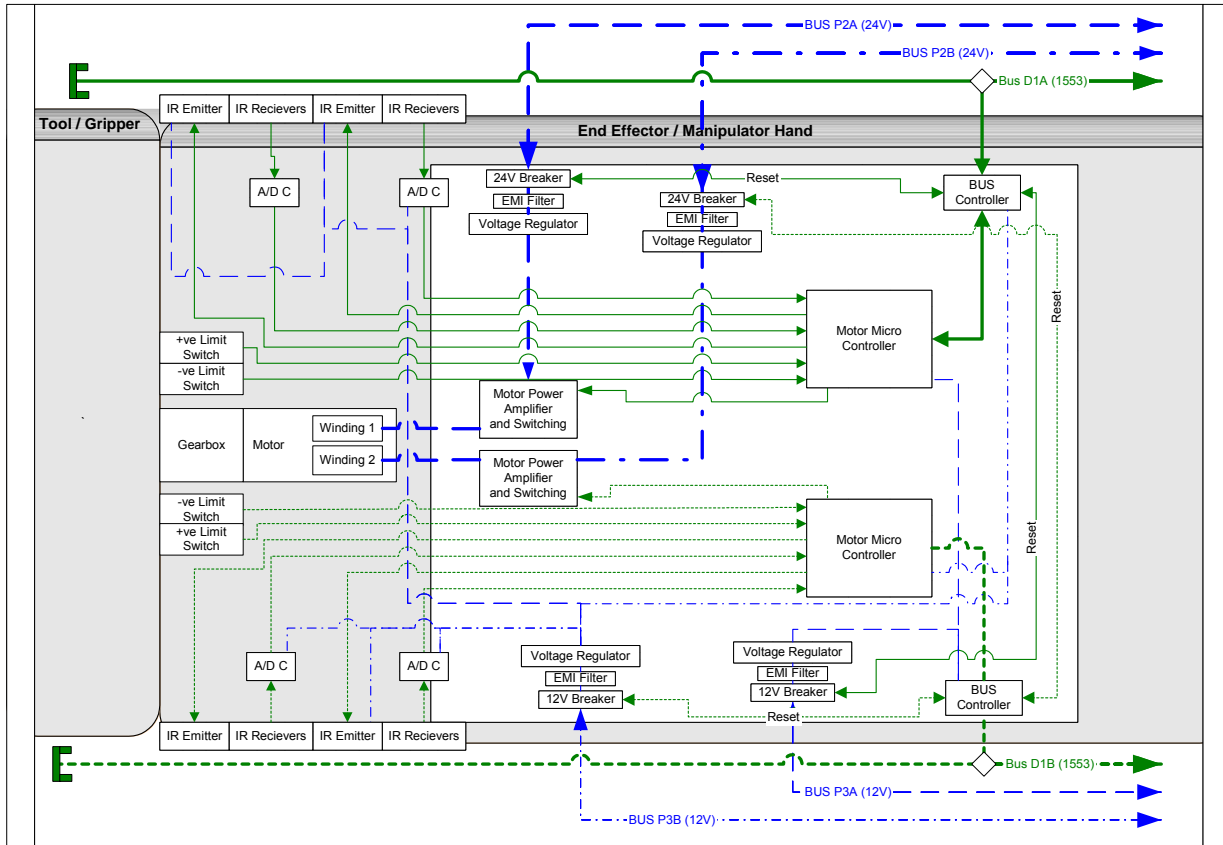 BUS P2A (24V)
BUS P2B (24V)
Bus D1A (1553)
IR Emitter
IR Recievers
IR Emitter
IR Recievers
Tool / Gripper
End Effector / Manipulator Hand
A/D C
A/D C
24V Breaker
EMI Filter
Voltage Regulator
Reset
24V Breaker
EMI Filter
Voltage Regulator
BUS
Controller
Reset
Motor Micro
Controller
+ve Limit
Switch
-ve Limit
Switch
Motor Power
Amplifier
and Switching
Gearbox
Motor
Winding 1
Winding 2
Motor Power
Amplifier
and Switching
-ve Limit
Switch
+ve Limit
Switch
Motor Micro
Controller
Reset
A/D C
A/D C
Voltage Regulator
EMI Filter
12V Breaker
Voltage Regulator
EMI Filter
12V Breaker
Reset
BUS
Controller
IR Emitter
IR Recievers
IR Emitter
IR Recievers
Bus D1B (1553)
BUS P3A (12V)
BUS P3B (12V)